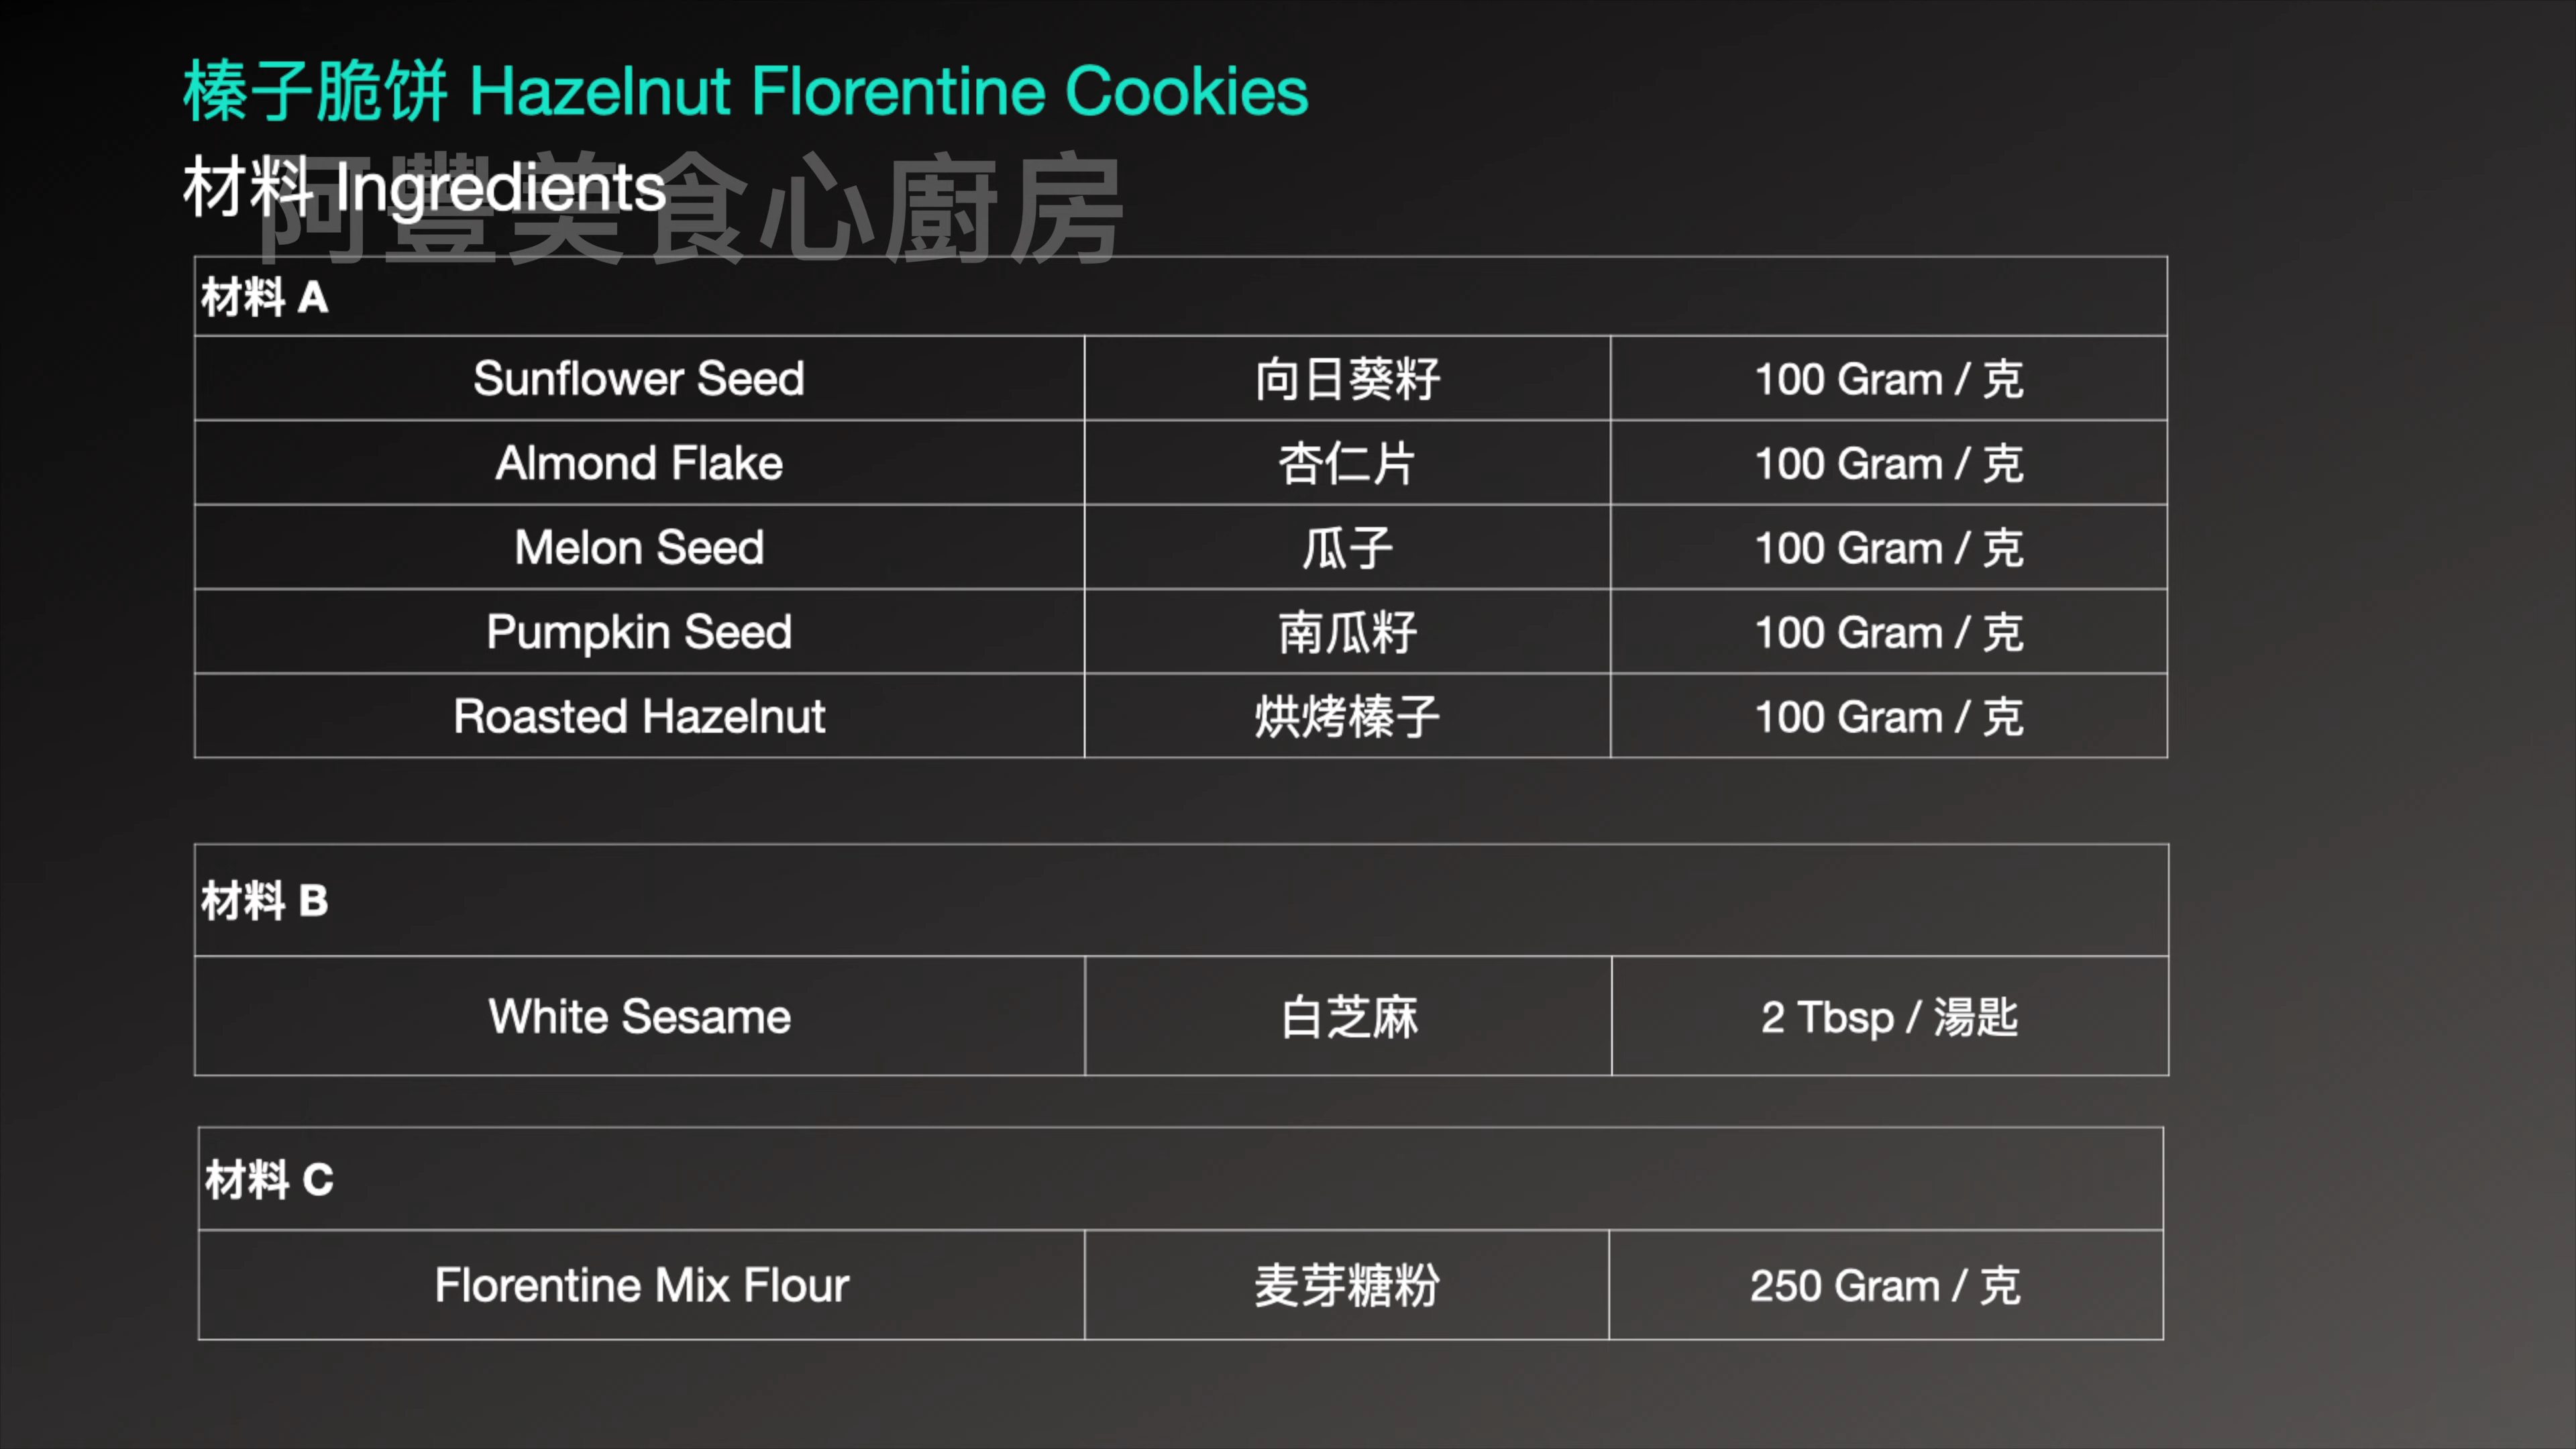 榛子脆饼 Hazelnut Florentine Cookies
材料 Ingredients
阿豐美食心廚房
材料 A
Sunflower Seed 向日葵籽 100 Gram / 克
Almond Flake 杏仁片 100 Gram / 克
Melon Seed 瓜子 100 Gram / 克
Pumpkin Seed 南瓜籽 100 Gram / 克
Roasted Hazelnut 烘烤榛子 100 Gram / 克
材料 B
White Sesame 白芝麻 2 Tbsp / 湯匙
材料 C
Florentine Mix Flour 麦芽糖粉 250 Gram / 克